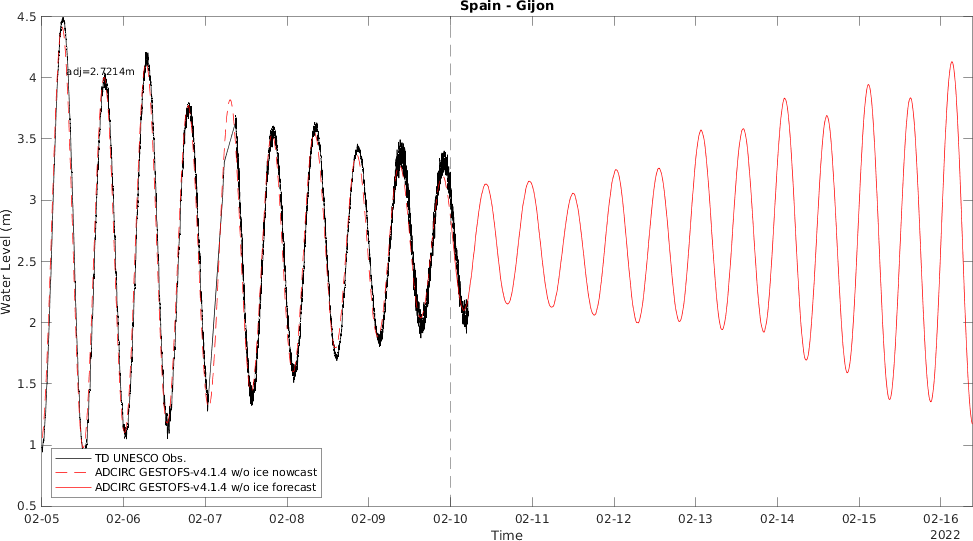 Spain - Gijon
4.5
4
3.5
3
2.5
2
1.5
1
0.5
Water Level (m)
adj=2.7214m
TD UNESCO Obs.
ADCIRC GESTOFS-v4.1.4 w/o ice nowcast
ADCIRC GESTOFS-v4.1.4 w/o ice forecast
02-05 02-06 02-07 02-08 02-09 02-10 02-11 02-12 02-13 02-14 02-15 02-16
2022
Time